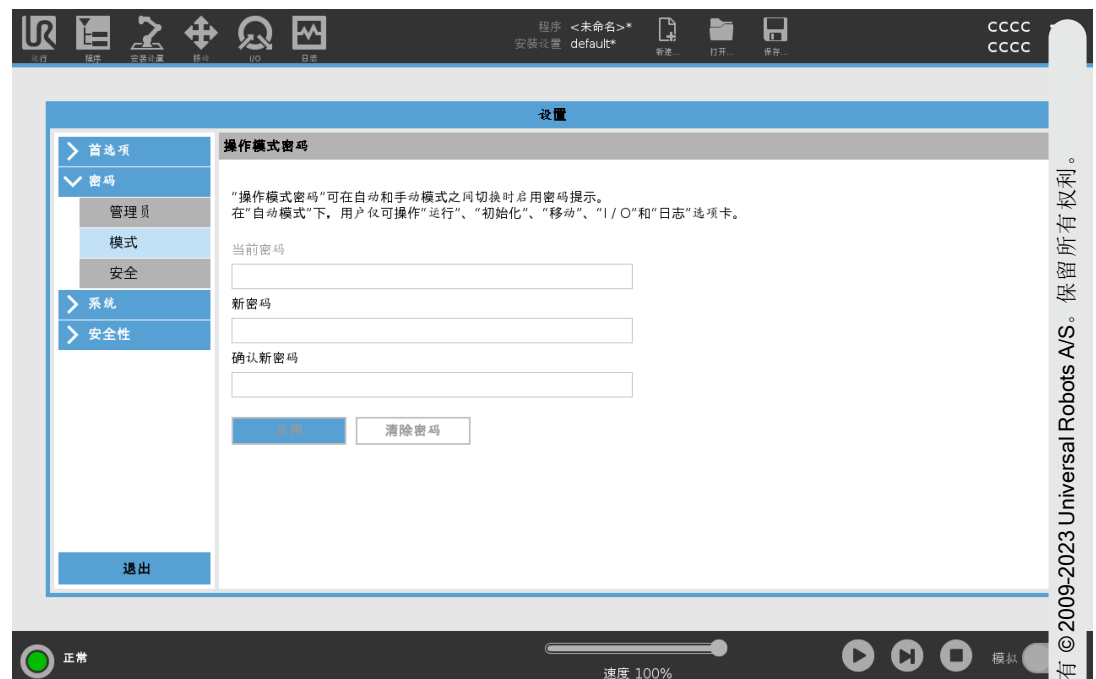 程序 <未命名>*
安装设置 default*
CCCC
CCCC
运行 程序 安装设置 移动 I/O 日志 新建... 打开... 保存...
设置
首选项
密码
管理员
模式
安全
系统
安全性
退出
操作模式密码
“操作模式密码”可在自动和手动模式之间切换时启用密码提示。
在“自动模式”下，用户仅可操作“运行”、“初始化”、“移动”、“I / O”和“日志”选项卡。
当前密码
新密码
确认新密码
应用 清除密码
正常
速度 100%
模拟
有 © 2009-2023 Universal Robots A/S。保留所有权利。